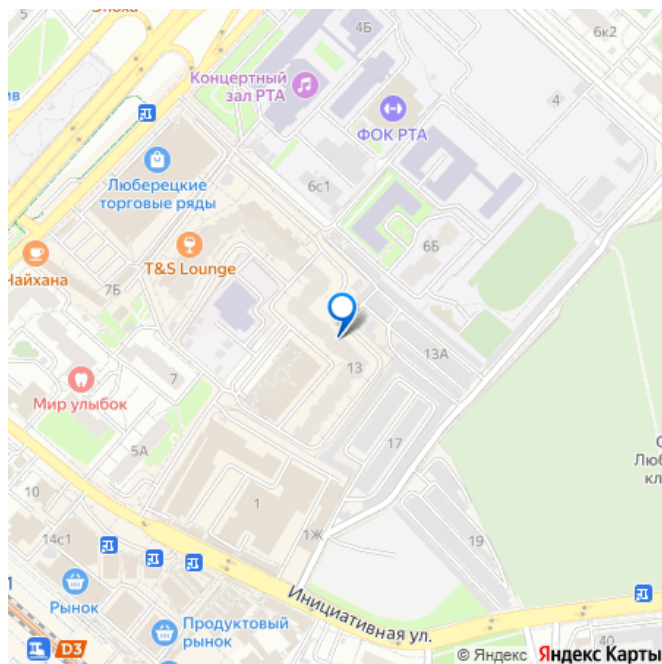 5
Эпоха
4Б
6к2
Концертный
зал РТА
4
ФОК РТА
Люберецкие
торговые ряды
6с1
T&S Lounge
6Б
Чайхана
7Б
13А
13
7
Мир улыбок
17
5А
10
1
14с1
1Ж
19
Рынок
Инициативная ул.
Продуктовый
рынок
D3
40
© Яндекс Яндекс Карты